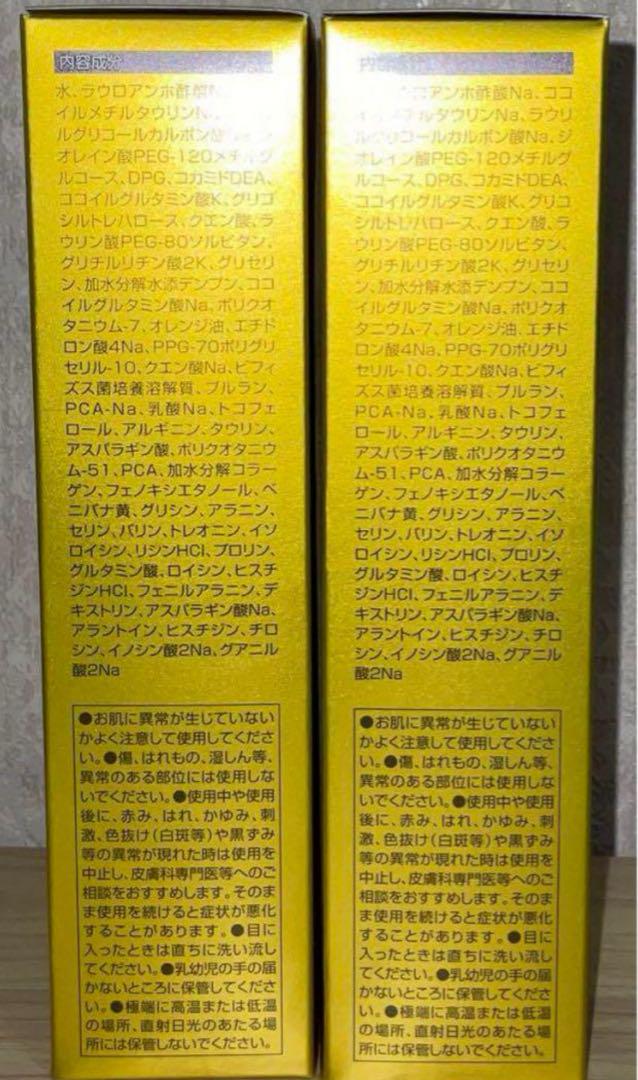 内容成分
水、ラウロアンホ酢酸Na、ココ
イルメチルタウリンNa、ラウリ
ルグリコールカルボン酸Na、ジ
オレイン酸PEG-120メチルグ
ルコース、DPG、コカミドDEA、
ココイルグルタミン酸K、グリコ
シルトレハロース、クエン酸、ラ
ウリン酸PEG-80ソルビタン、
グリチルリチン酸2K、グリセリ
ン、加水分解水添デンプン、ココ
イルグルタミン酸Na、ポリクオ
タニウム-7、オレンジ油、エチド
ロン酸4Na、PPG-70ポリグリ
セリル-10、クエン酸Na、ビフィ
ズス菌培養溶解質、プルラン、
PCA-Na、乳酸Na、トコフェ
ロール、アルギニン、タウリン、
アスパラギン酸、ポリクオタニウ
ム-51、PCA、加水分解コラー
ゲン、フェノキシエタノール、ベ
ニバナ黄、グリシン、アラニン、
セリン、バリン、トレオニン、イソ
ロイシン、リシンHCl、プロリン、
グルタミン酸、ロイシン、ヒスチ
ジンHCl、フェニルアラニン、デ
キストリン、アスパラギン酸Na、
アラントイン、ヒスチジン、チロ
シン、イノシン酸2Na、グアニル
酸2Na
●お肌に異常が生じていない
かよく注意して使用してくださ
い。●傷、はれもの、湿しん等、
異常のある部位には使用しな
いでください。●使用中や使用
後に、赤み、はれ、かゆみ、刺
激、色抜け(白斑等)や黒ずみ
等の異常が現れた時は使用を
中止し、皮膚科専門医等へのご
相談をおすすめします。そのま
ま使用を続けると症状が悪化
することがあります。●目に
入ったときは直ちに洗い流し
てください。●乳幼児の手の届
かないところに保管してくださ
い。●極端に高温または低温
の場所、直射日光のあたる場
所には保管しないでください。
内容成分
ロアンホ酢酸Na、ココ
イルメチルタウリンNa、ラウリ
ルグリコールカルボン酸Na、ジ
オレイン酸PEG-120メチルグ
ルコース、DPG、コカミドDEA、
ココイルグルタミン酸K、グリコ
シルトレハロース、クエン酸、ラ
ウリン酸PEG-80ソルビタン、
グリチルリチン酸2K、グリセリ
ン、加水分解水添デンプン、ココ
イルグルタミン酸Na、ポリクオ
タニウム-7、オレンジ油、エチド
ロン酸4Na、PPG-70ポリグリ
セリル-10、クエン酸Na、ビフィ
ズス菌培養溶解質、プルラン、
PCA-Na、乳酸Na、トコフェ
ロール、アルギニン、タウリン、
アスパラギン酸、ポリクオタニウ
ム-51、PCA、加水分解コラー
ゲン、フェノキシエタノール、ベ
ニバナ黄、グリシン、アラニン、
セリン、バリン、トレオニン、イソ
ロイシン、リシンHCl、プロリン、
グルタミン酸、ロイシン、ヒスチ
ジンHCl、フェニルアラニン、デ
キストリン、アスパラギン酸Na、
アラントイン、ヒスチジン、チロ
シン、イノシン酸2Na、グアニル
酸2Na
●お肌に異常が生じていない
かよく注意して使用してくださ
い。●傷、はれもの、湿しん等、
異常のある部位には使用しな
いでください。●使用中や使用
後に、赤み、はれ、かゆみ、刺
激、色抜け(白斑等)や黒ずみ
等の異常が現れた時は使用を
中止し、皮膚科専門医等へのご
相談をおすすめします。そのま
ま使用を続けると症状が悪化
することがあります。●目に
入ったときは直ちに洗い流し
てください。●乳幼児の手の届
かないところに保管してくださ
い。●極端に高温または低温
の場所、直射日光のあたる場
所には保管しないでください。